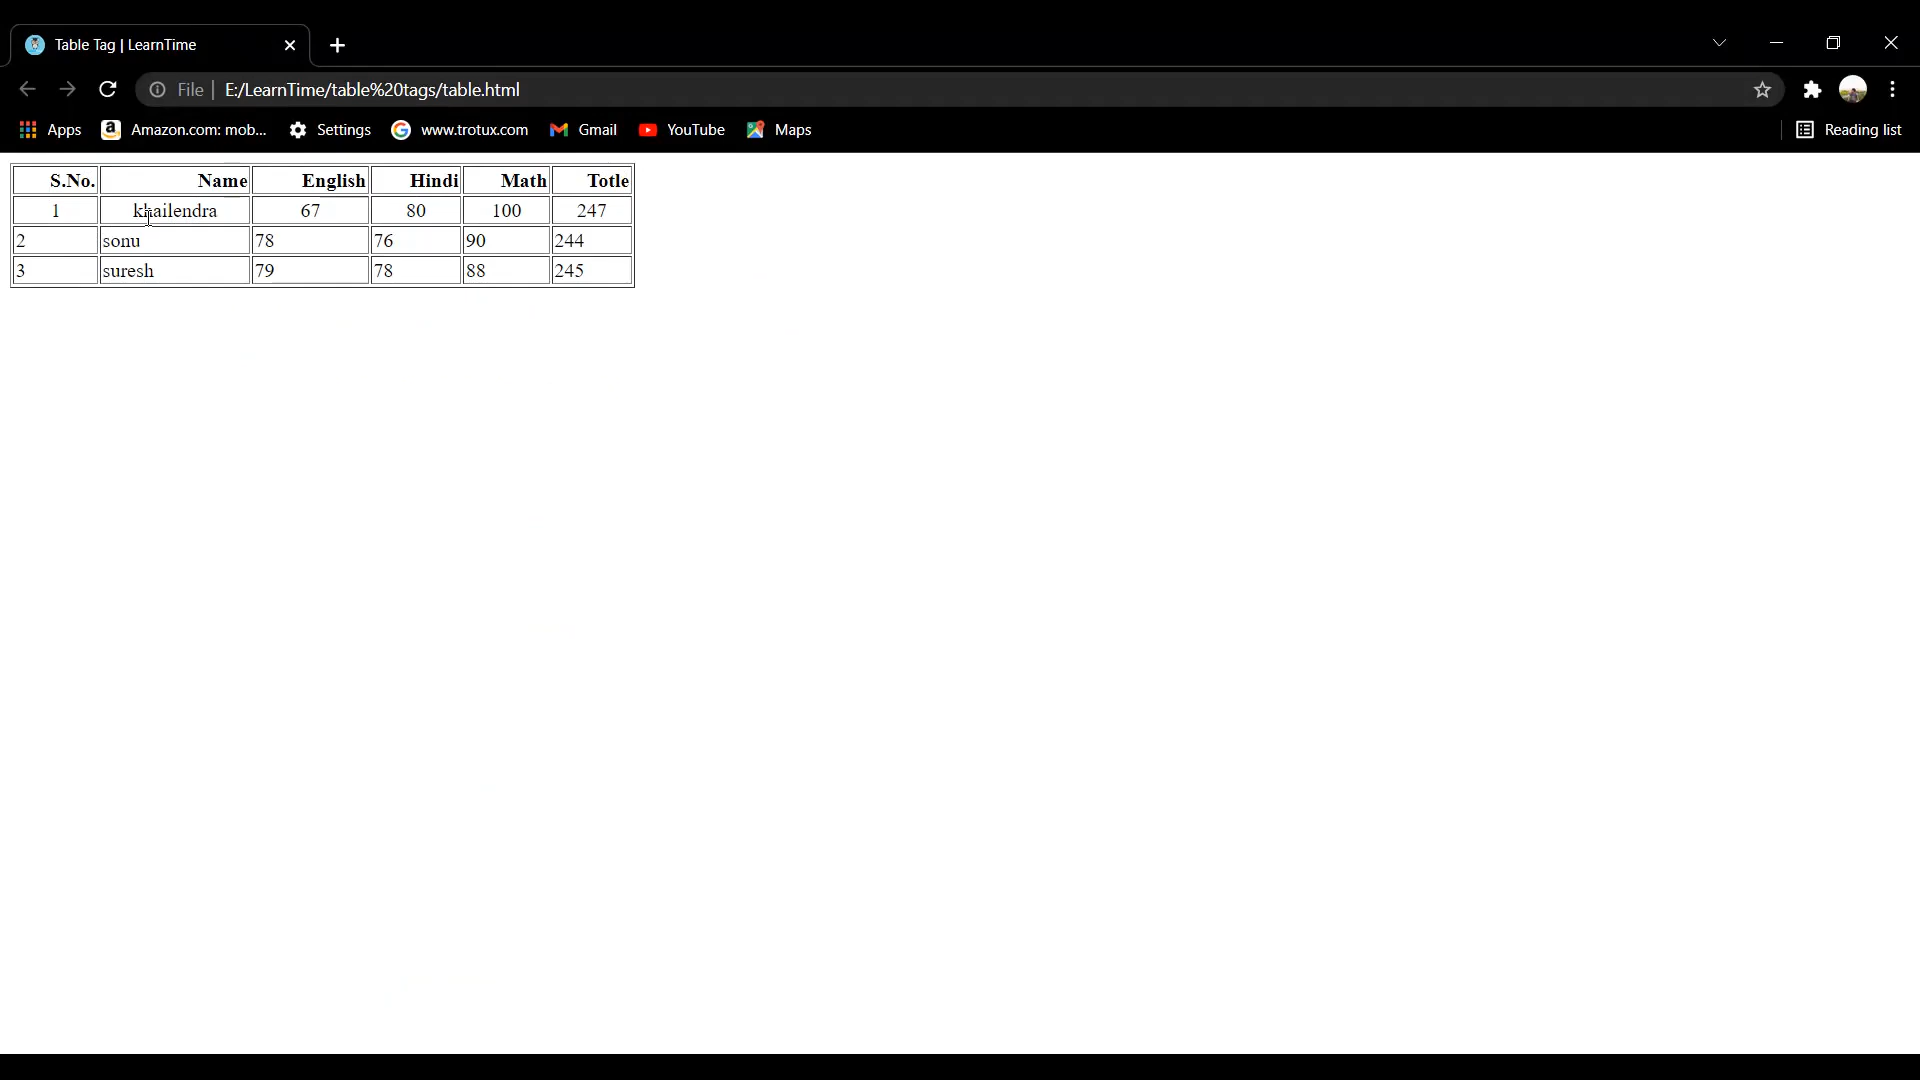 Table Tag | LearnTime
File | E:/LearnTime/table%20tags/table.html
Apps Amazon.com: mob... Settings www.trotux.com Gmail YouTube Maps Reading list
S.No. Name English Hindi Math Totle
1 khailendra 67 80 100 247
2 sonu 78 76 90 244
3 suresh 79 78 88 245